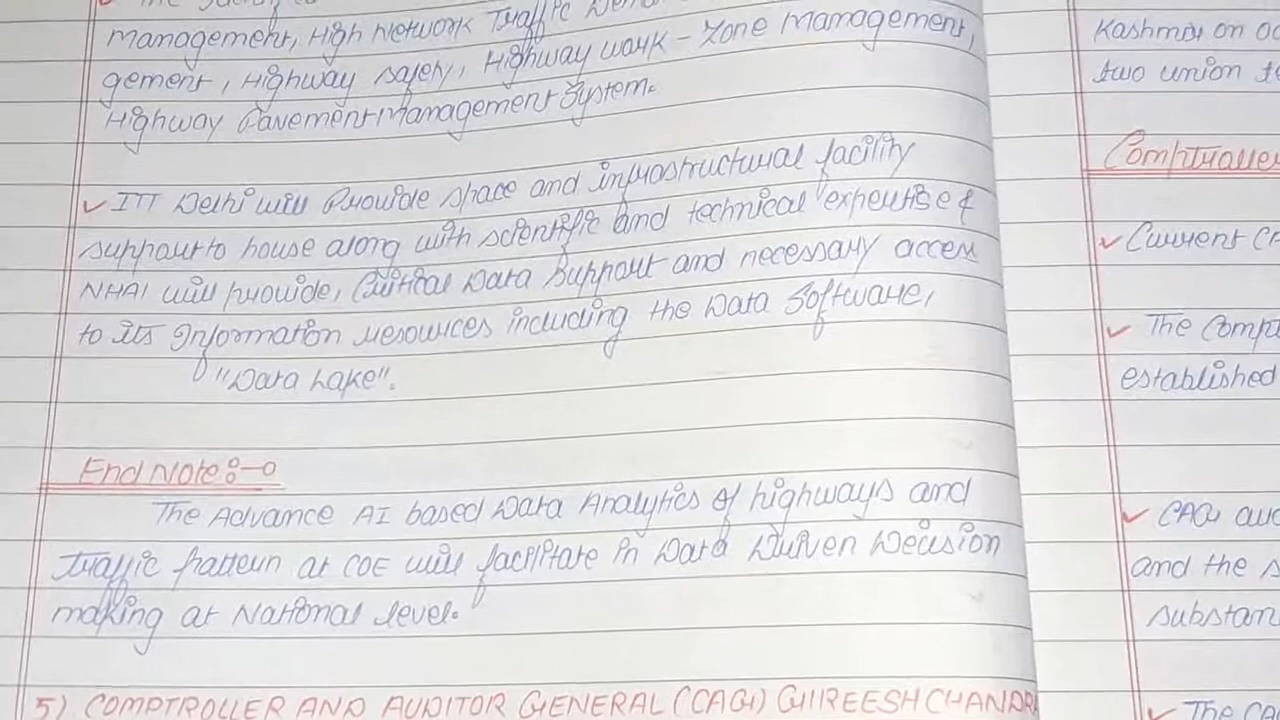 management, High Network Traffic
gement, Highway safety, Highway work - Zone Management,
Highway Pavement Management System.
IIT Delhi will Provide space and infrastructural facility
support to house along with scientific and technical expertise &
NHAI will provide, Critical Data Support and necessary access
to its Information resources including the Data Software,
"Data Lake".
End Note:-
The Advance AI based Data Analytics of highways and
traffic pattern at COE will facilitate in Data Driven Decision
making at National level.
5) COMPTROLLER AND AUDITOR GENERAL (CAG) GIIREESH CHANDR
Kashmir on
two union
Comptroller
Current
The Comp
established
CAG
and the
substan
The CA